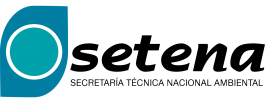 setena
SECRETARÍA TÉCNICA NACIONAL AMBIENTAL